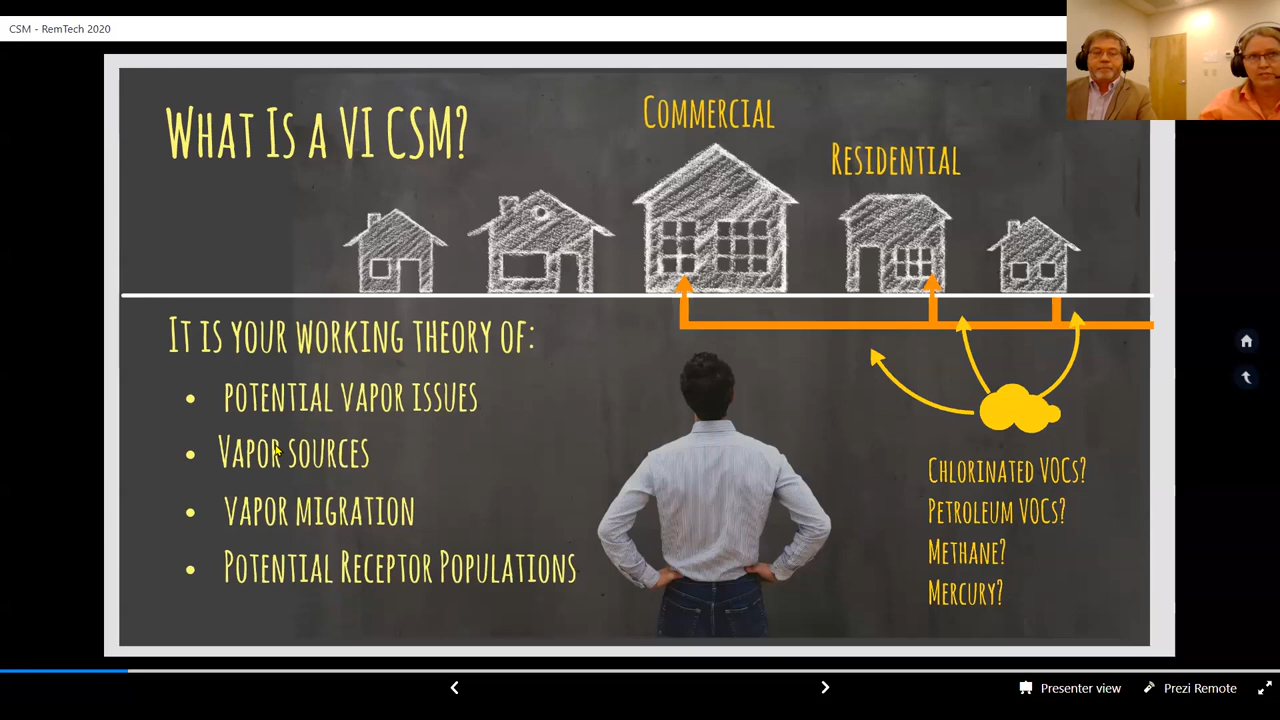 CSM - RemTech 2020
WHAT IS A VI CSM?
COMMERCIAL
RESIDENTIAL
IT IS YOUR WORKING THEORY OF:
• POTENTIAL VAPOR ISSUES
• VAPOR SOURCES
• VAPOR MIGRATION
• POTENTIAL RECEPTOR POPULATIONS
CHLORINATED VOCS?
PETROLEUM VOCS?
METHANE?
MERCURY?
Presenter view
Prezi Remote